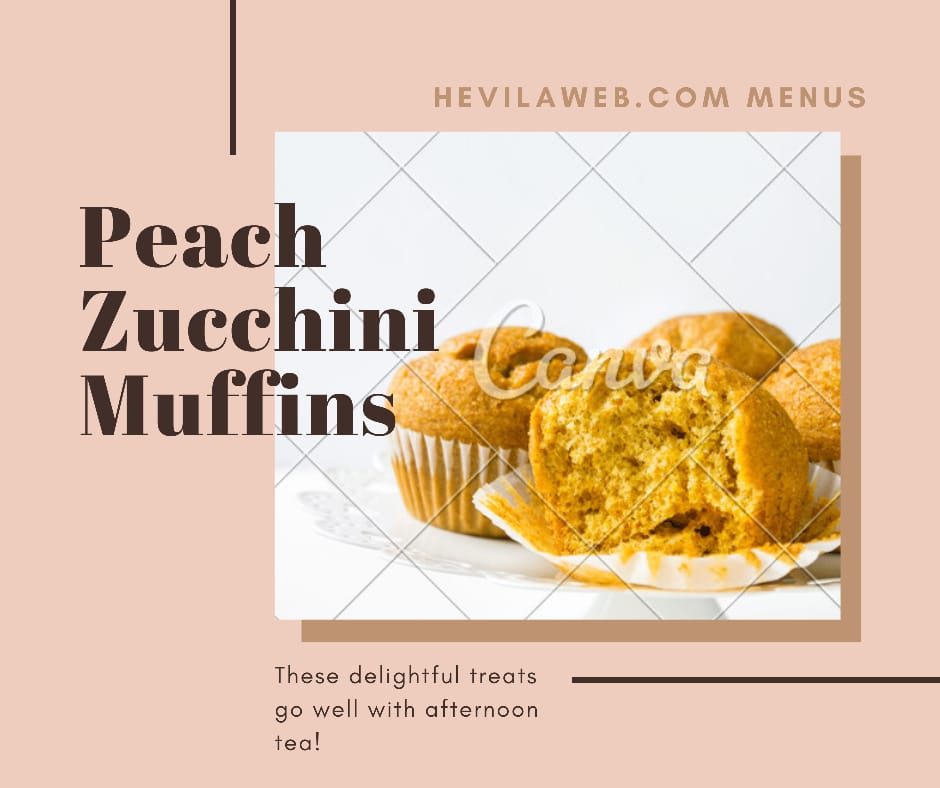 HEVILAWEB.COM MENUS
Peach
Zucchini
Muffins
Canva
These delightful treats
go well with afternoon
tea!